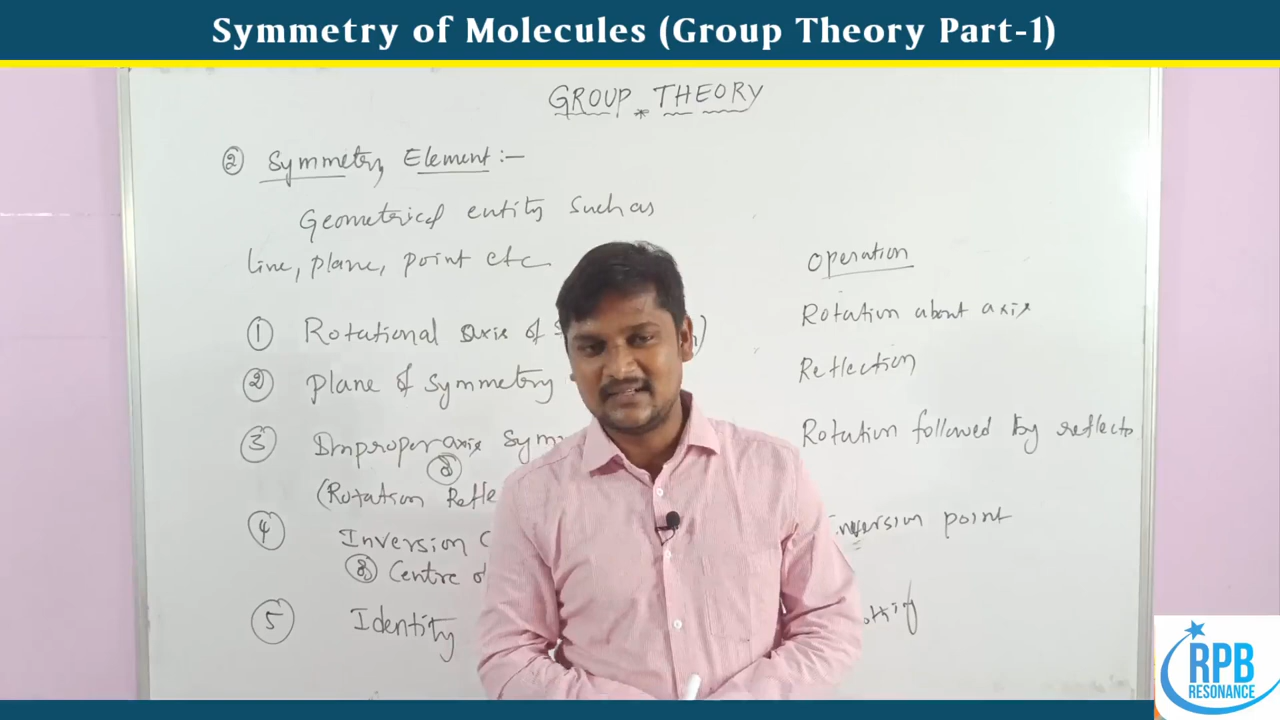 Symmetry of Molecules (Group Theory Part-1)
GROUP THEORY
② Symmetry Element :-
Geometrical entity such as
line, plane, point etc
Operation
① Rotational axis of
Rotation about axis
② Plane of symmetry
Reflection
③ Improper axis Sym
Rotation followed by reflectio
(Rotation Refle
④ Inversion C
Inversion point
Centre o
⑤ Identity
RPB
RESONANCE